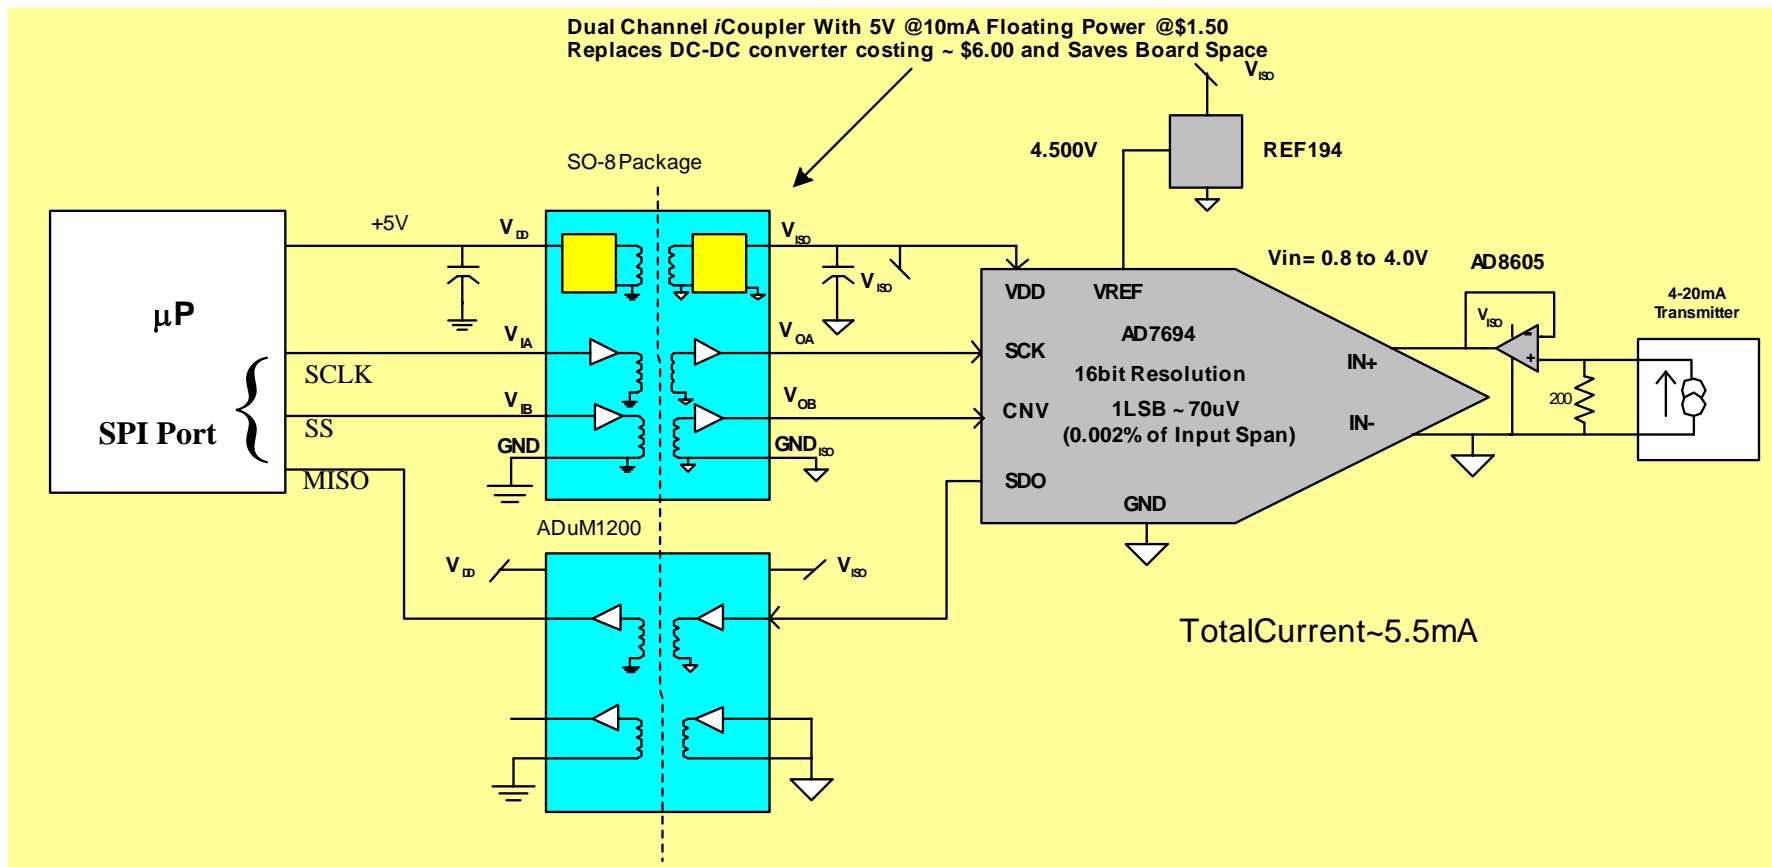 Dual Channel iCoupler With 5V @10mA Floating Power @$1.50
Replaces DC-DC converter costing ~ $6.00 and Saves Board Space
VISO
4.500V
REF194
SO-8 Package
+5V
VDD
VISO
VISO
Vin= 0.8 to 4.0V
AD8605
4-20mA
Transmitter
VISO
-
+
200
µP
SPI Port
{
SCLK
SS
MISO
VIA
VIB
GND
VOA
VOB
GNDISO
VDD
VREF
AD7694
SCK
16bit Resolution
CNV
1LSB ~ 70uV
(0.002% of Input Span)
SDO
GND
IN+
IN-
ADuM1200
VDD
VISO
TotalCurrent~5.5mA